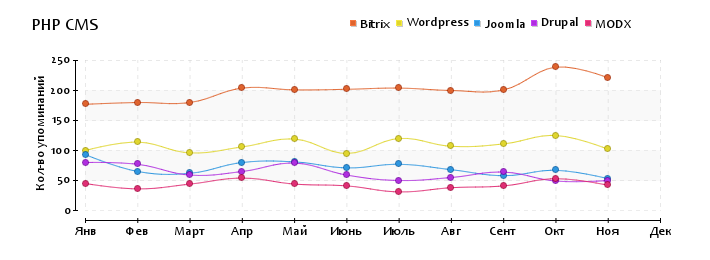 PHP CMS
Bitrix Wordpress Joomla Drupal MODX
Кол-во упоминаний
250
200
150
100
50
0
Янв Фев Март Апр Май Июнь Июль Авг Сент Окт Ноя Дек